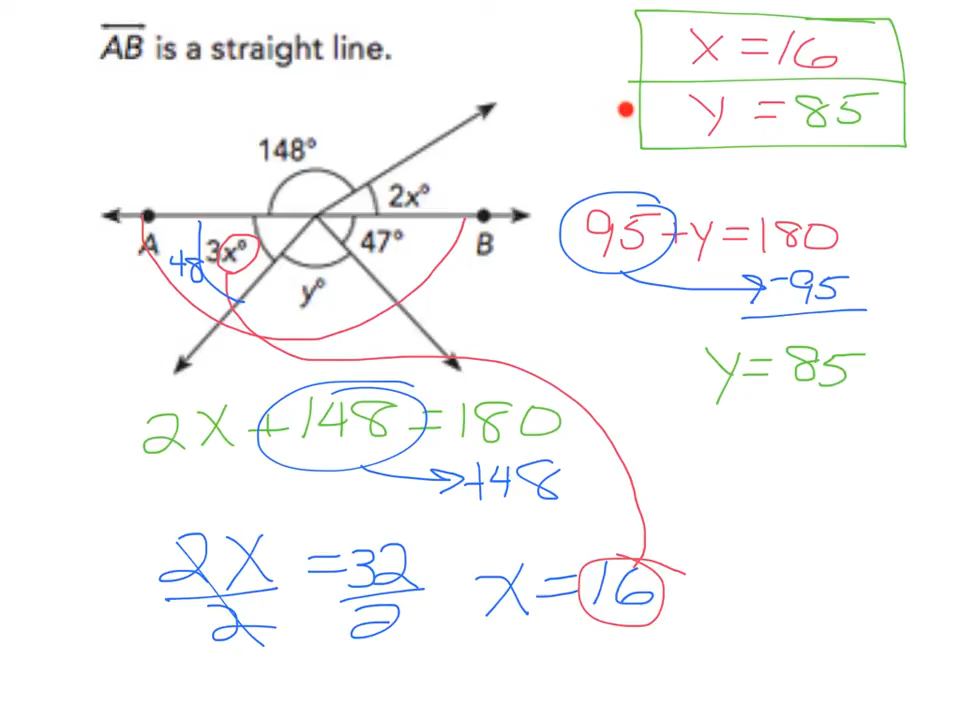 AB is a straight line.
x = 16
y = 85
148°
2x°
A
48
3x°
47°
B
y°
95 + y = 180
-95
y = 85
2x + 148 = 180
-148
2x = 32
2 2
x = 16